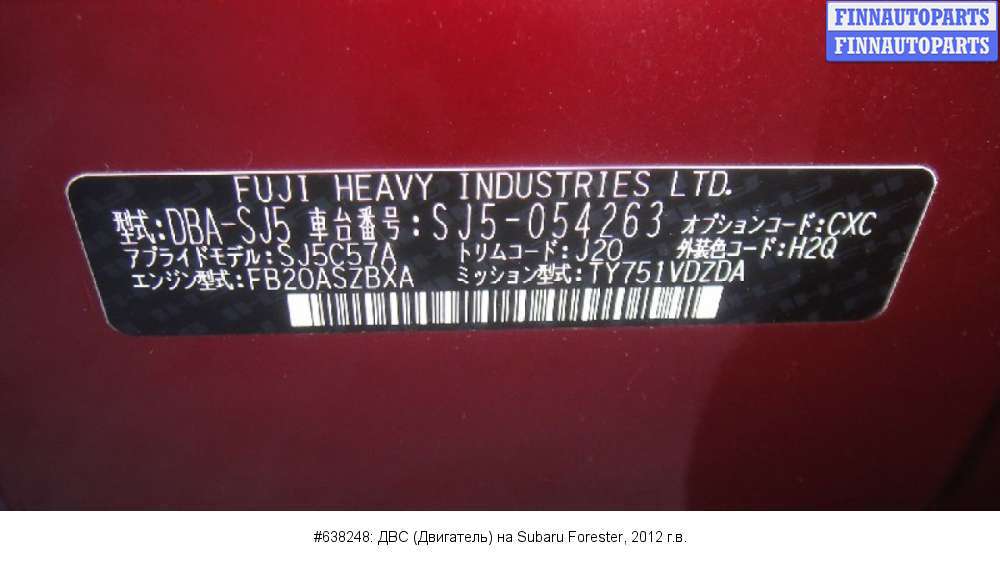 FINNAUTOPARTS
FINNAUTOPARTS
FUJI HEAVY INDUSTRIES LTD.
型式:DBA-SJ5 車台番号:SJ5-054263 オプションコード:CXC
アプライドモデル:SJ5C57A トリムコード:J20 外装色コード:H2Q
エンジン型式:FB20ASZBXA ミッション型式:TY751VDZDA
#638248: ДВС (Двигатель) на Subaru Forester, 2012 г.в.